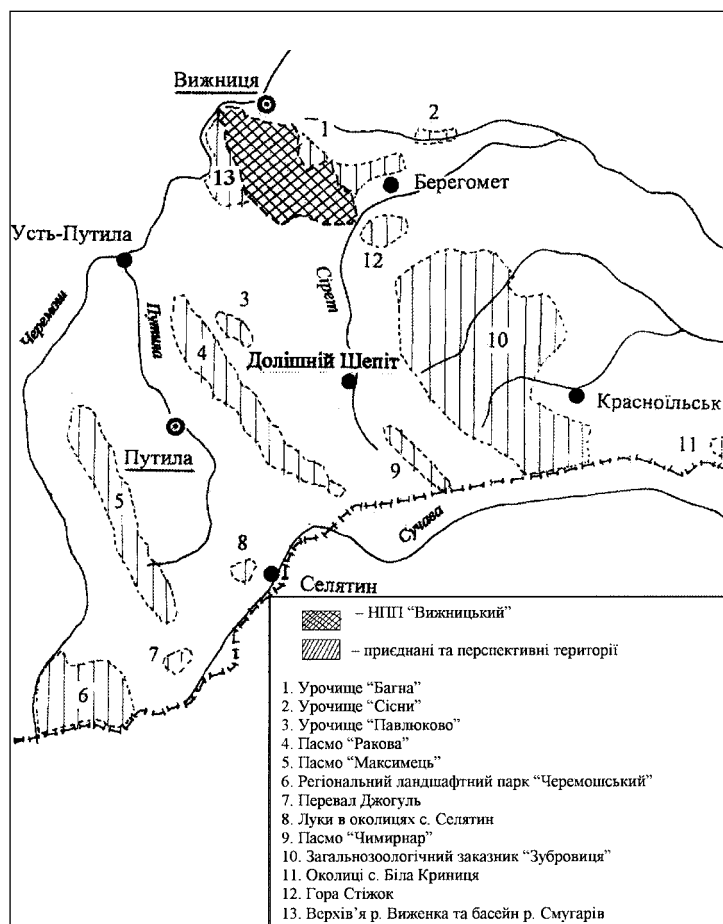 Вижниця
1
2
13
Берегомет
Усть-Путила
12
Сірет
Черемош
Путила
3
4
10
Долішній Шепіт
Красноїльськ
Путила
11
9
5
Сучава
8
Селятин
7
6
– НПП “Вижницький”
– приєднані та перспективні території
1. Урочище “Багна”
2. Урочище “Сісни”
3. Урочище “Павлюково”
4. Пасмо “Ракова”
5. Пасмо “Максимець”
6. Регіональний ландшафтний парк “Черемошський”
7. Перевал Джогуль
8. Луки в околицях с. Селятин
9. Пасмо “Чимирнар”
10. Загальнозоологічний заказник “Зубровиця”
11. Околиці с. Біла Криниця
12. Гора Стіжок
13. Верхів’я р. Виженка та басейн р. Смугарів